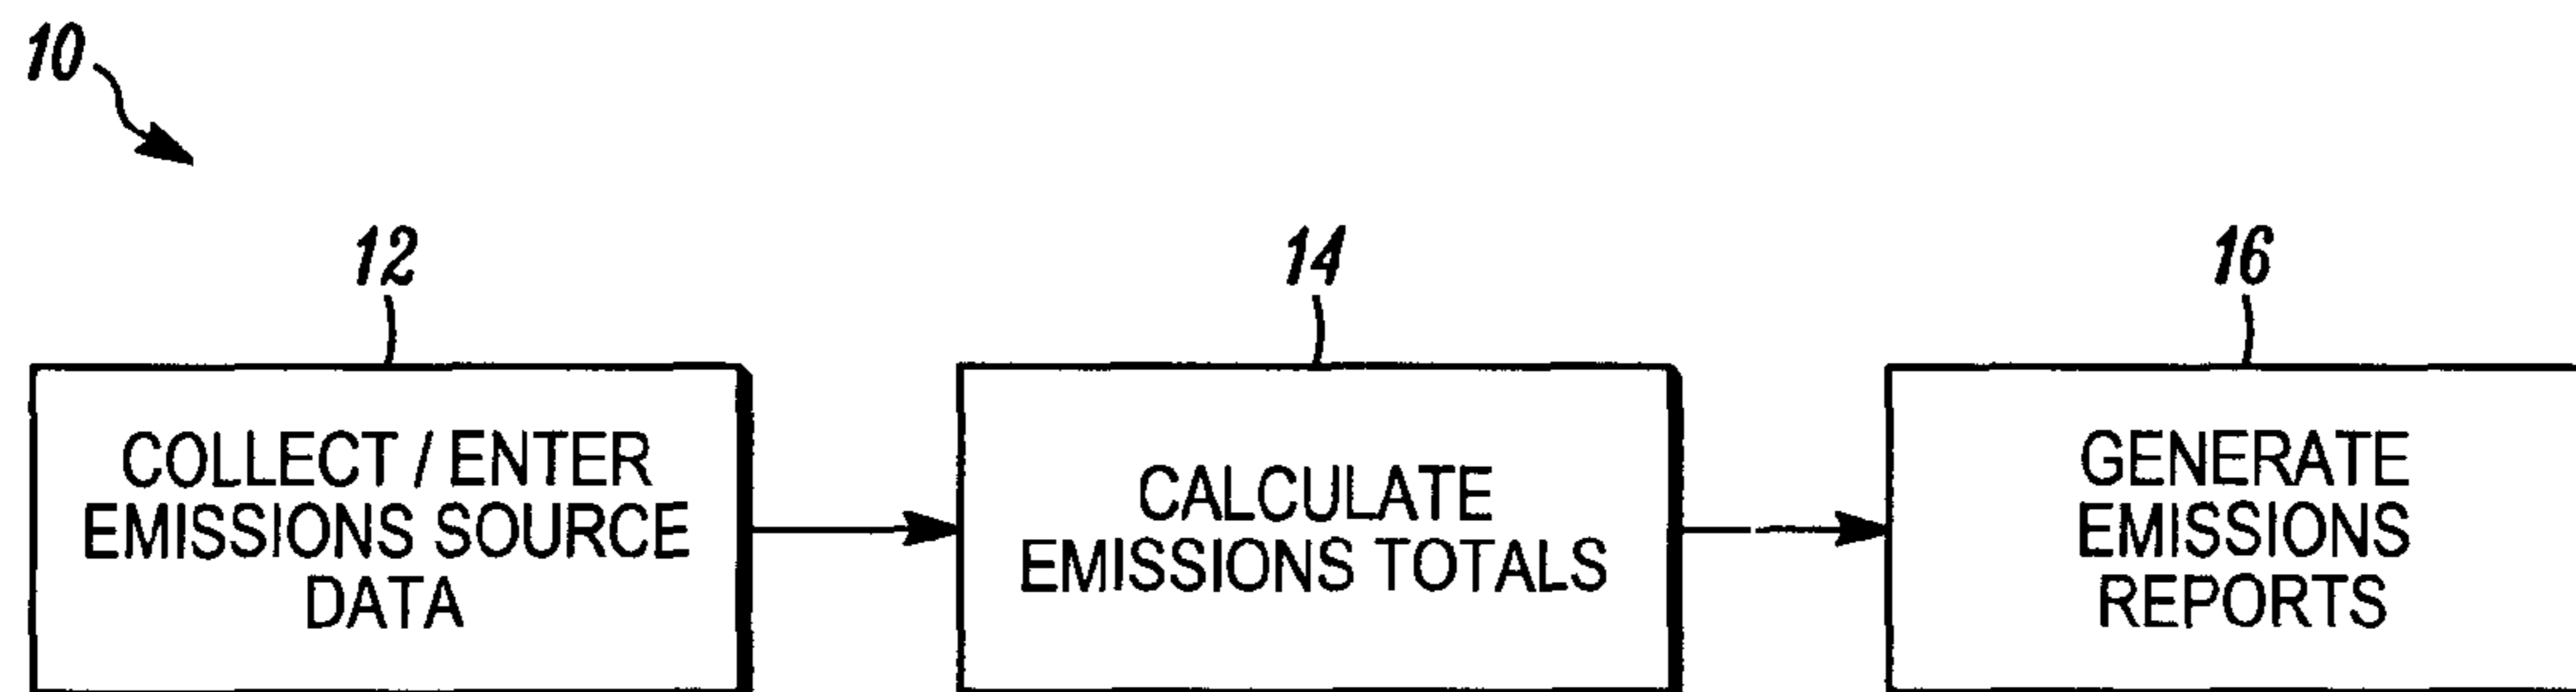 10
12
14
16
COLLECT / ENTER
EMISSIONS SOURCE
DATA
CALCULATE
EMISSIONS TOTALS
GENERATE
EMISSIONS
REPORTS